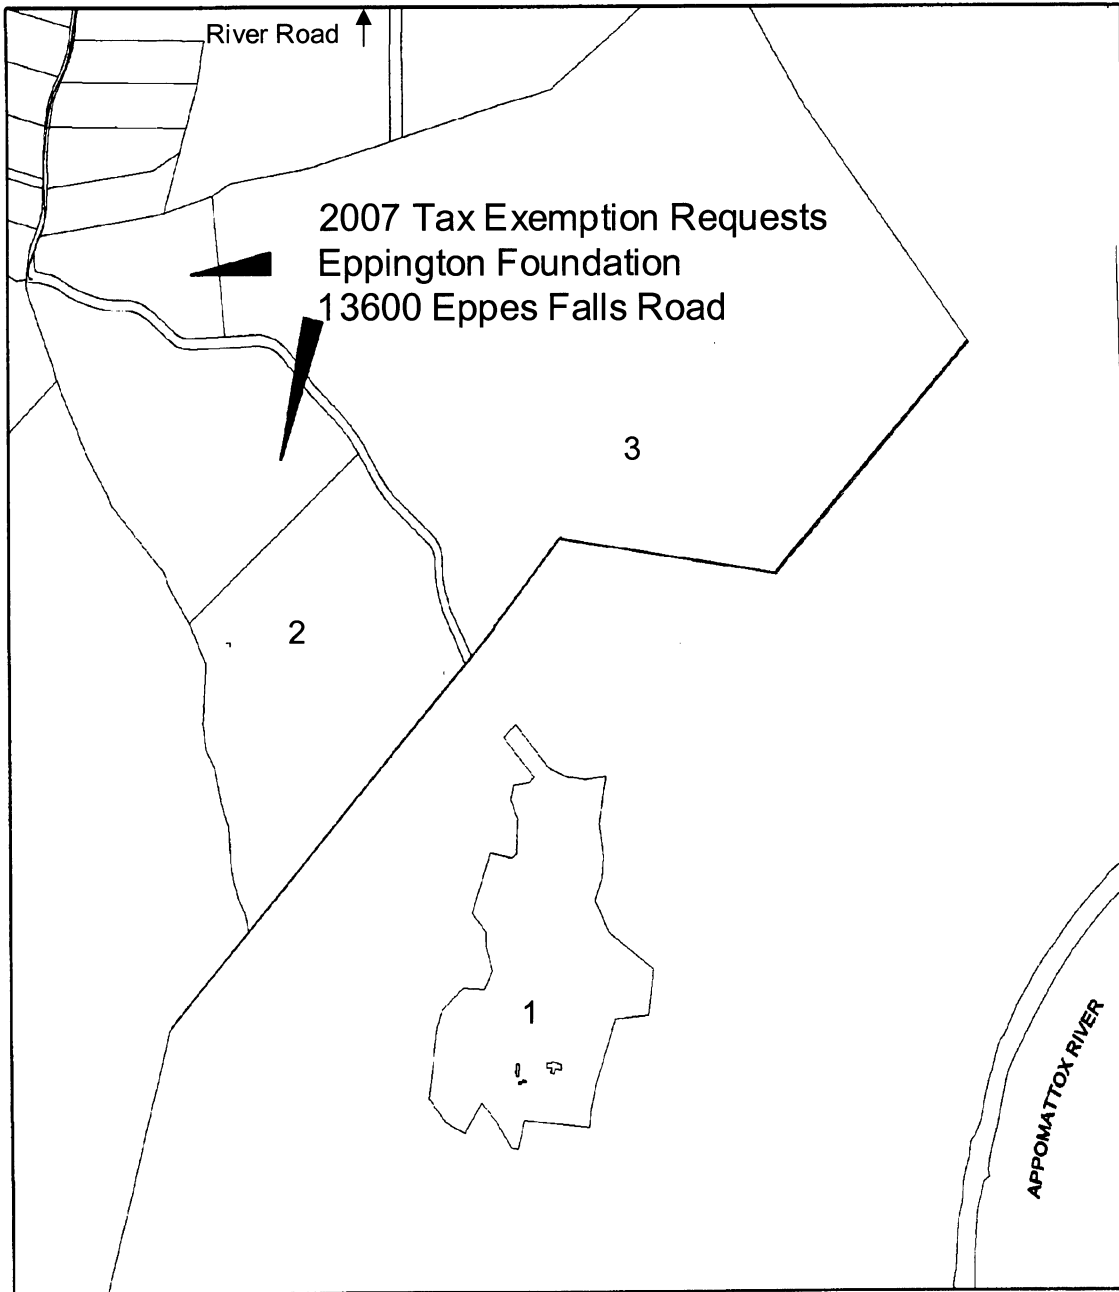 River Road
2007 Tax Exemption Requests
Eppington Foundation
13600 Eppes Falls Road
3
2
1
APPOMATTOX RIVER